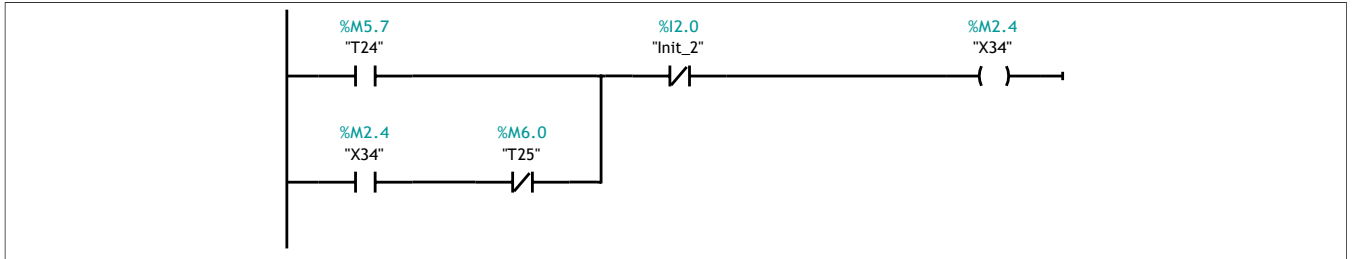 %M5.7
"T24"
%I2.0
"Init_2"
%M2.4
"X34"
%M2.4
"X34"
%M6.0
"T25"